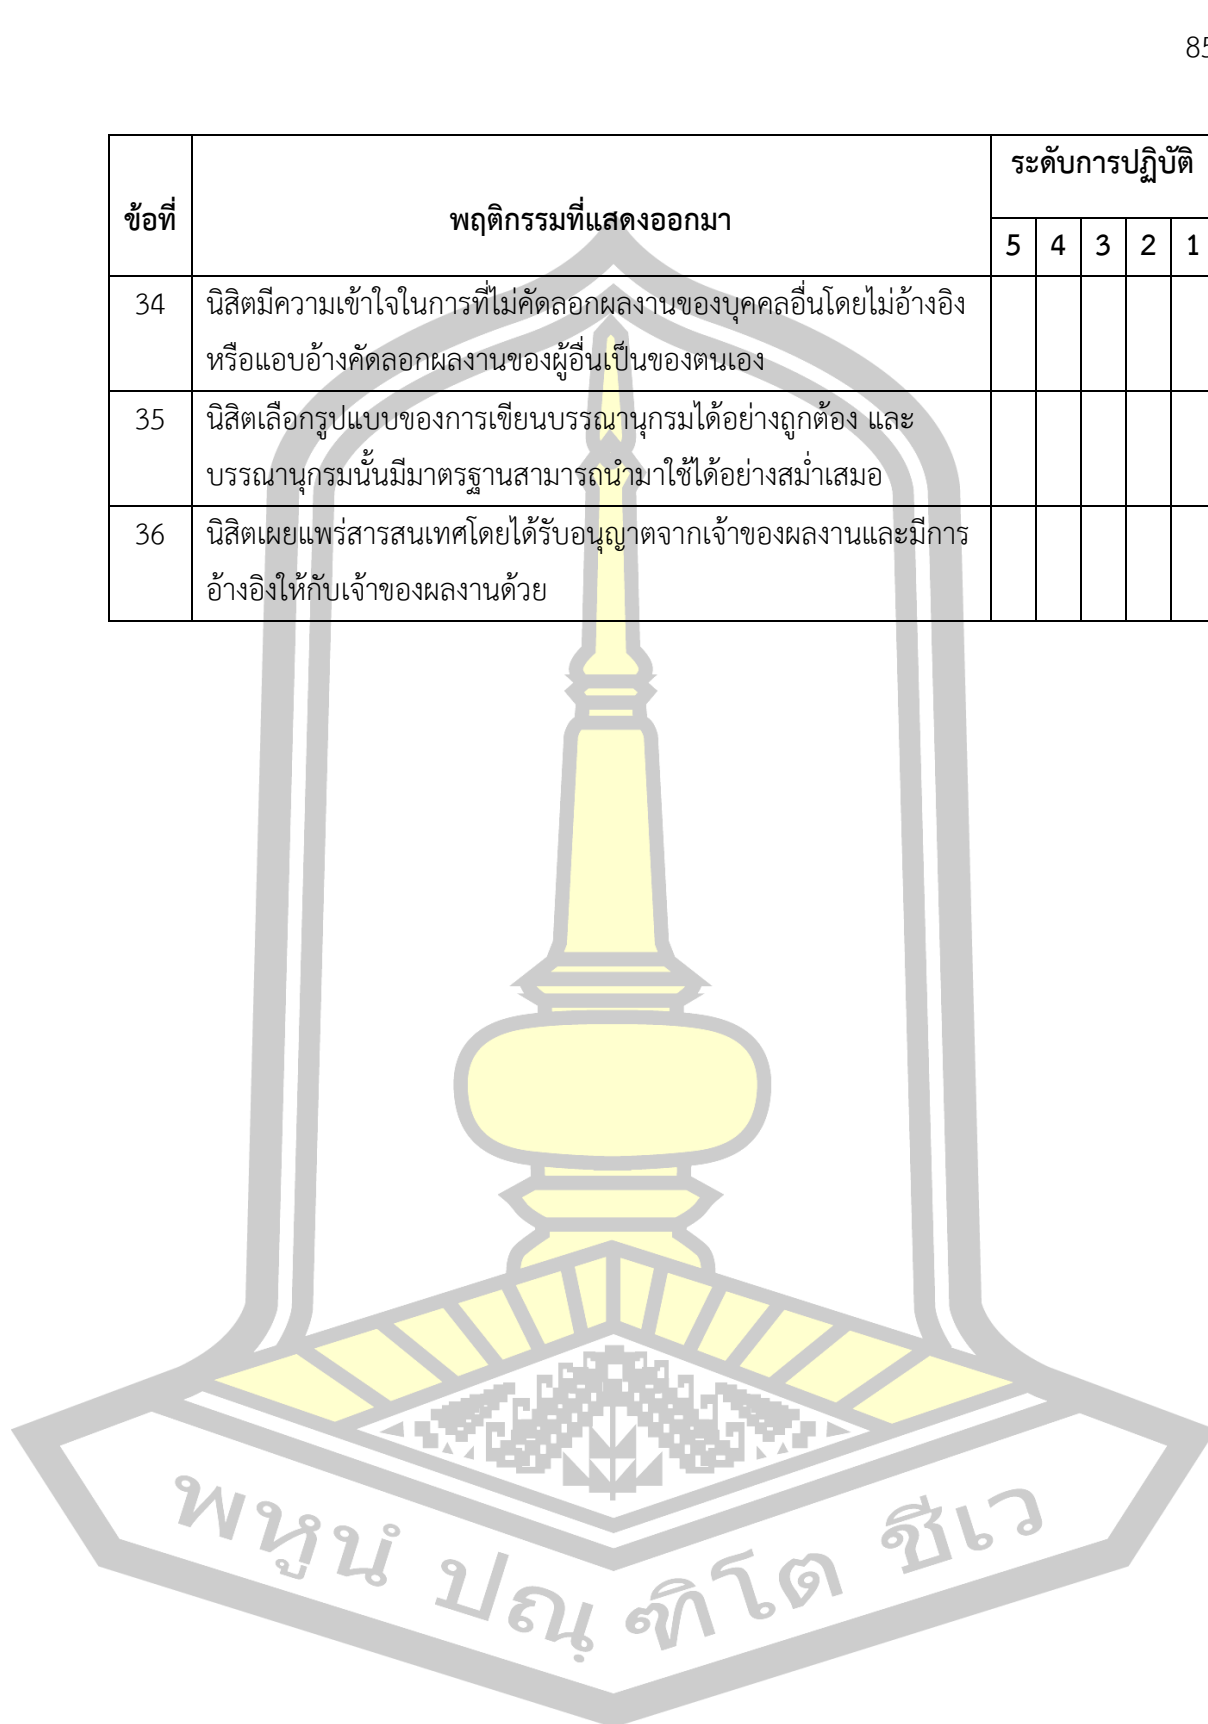 85
ระดับการปฏิบัติ
ข้อที่ พฤติกรรมที่แสดงออกมา
5 4 3 2 1
34 นิสิตมีความเข้าใจในการที่ไม่คัดลอกผลงานของบุคคลอื่นโดยไม่อ้างอิง
หรือแอบอ้างคัดลอกผลงานของผู้อื่นเป็นของตนเอง
35 นิสิตเลือกรูปแบบของการเขียนบรรณานุกรมได้อย่างถูกต้อง และ
บรรณานุกรมนั้นมีมาตรฐานสามารถนำมาใช้ได้อย่างสม่ำเสมอ
36 นิสิตเผยแพร่สารสนเทศโดยได้รับอนุญาตจากเจ้าของผลงานและมีการ
อ้างอิงให้กับเจ้าของผลงานด้วย
พหูนํ ปณฺ ฑิโต ชีเว